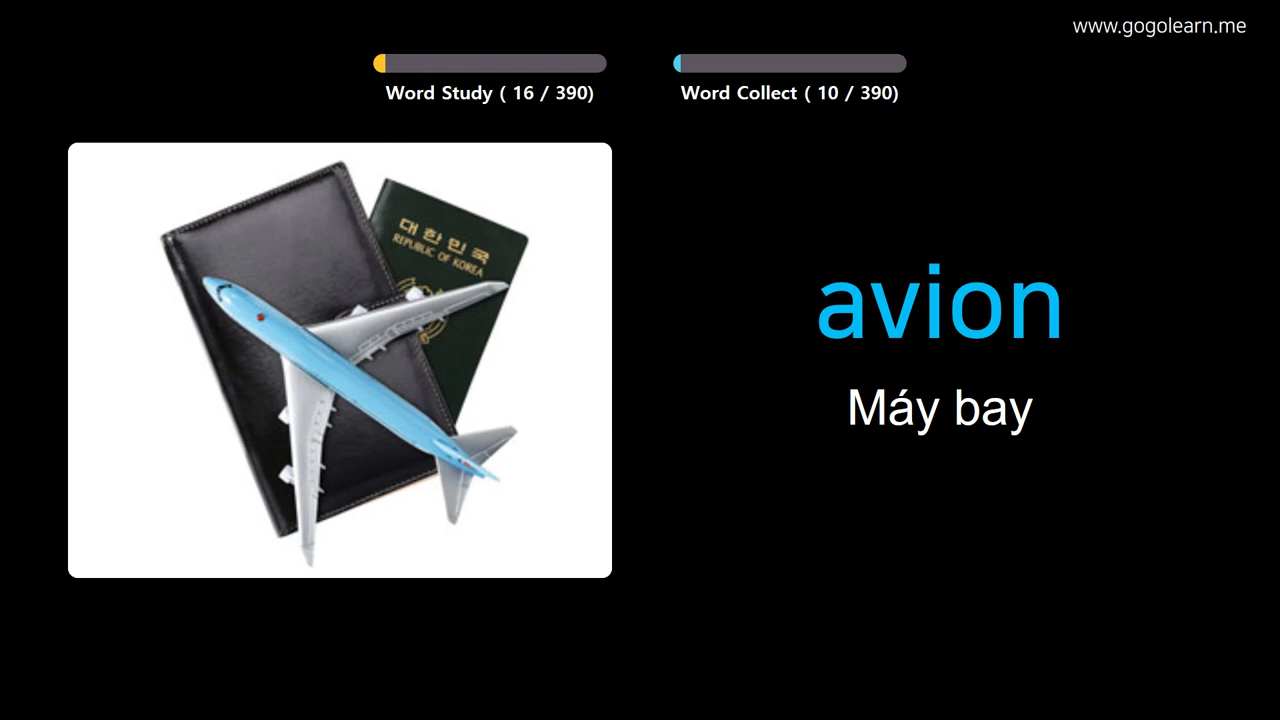 www.gogolearn.me
Word Study ( 16 / 390)
Word Collect ( 10 / 390)
대한민국
REPUBLIC OF KOREA
avion
Máy bay